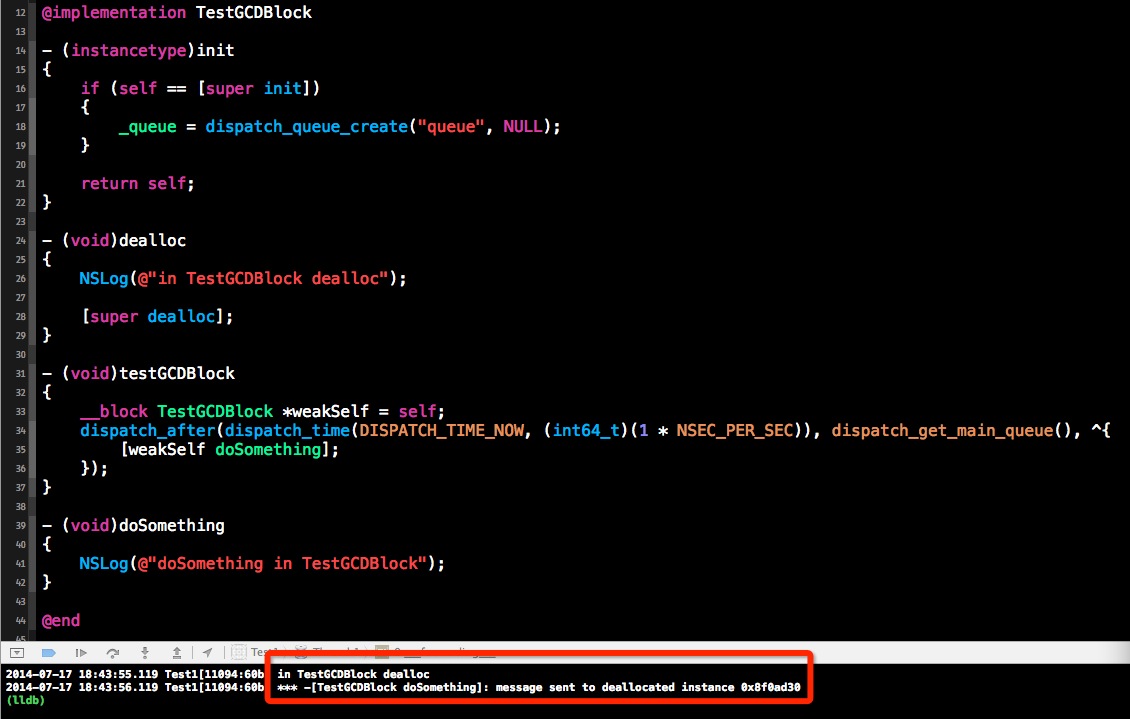 12 @implementation TestGCDBlock
13
14 - (instancetype)init
15 {
16 if (self == [super init])
17 {
18 _queue = dispatch_queue_create("queue", NULL);
19 }
20
21 return self;
22 }
23
24 - (void)dealloc
25 {
26 NSLog(@"in TestGCDBlock dealloc");
27
28 [super dealloc];
29 }
30
31 - (void)testGCDBlock
32 {
33 __block TestGCDBlock *weakSelf = self;
34 dispatch_after(dispatch_time(DISPATCH_TIME_NOW, (int64_t)(1 * NSEC_PER_SEC)), dispatch_get_main_queue(), ^{
35 [weakSelf doSomething];
36 });
37 }
38
39 - (void)doSomething
40 {
41 NSLog(@"doSomething in TestGCDBlock");
42 }
43
44 @end
45
2014-07-17 18:43:55.119 Test1[11094:60b in TestGCDBlock dealloc
2014-07-17 18:43:56.119 Test1[11094:60b *** -[TestGCDBlock doSomething]: message sent to deallocated instance 0x8f0ad30
(lldb)